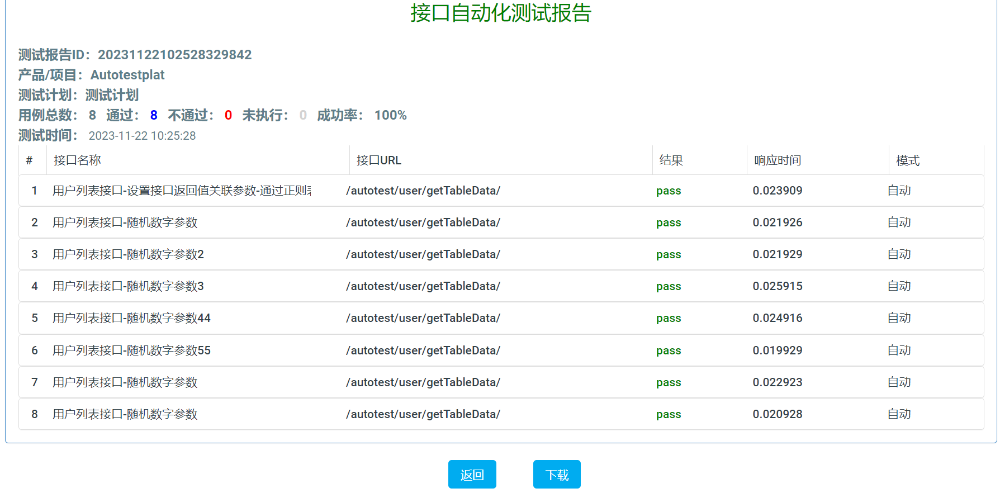 接口自动化测试报告
测试报告ID：20231122102528329842
产品/项目：Autotestplat
测试计划：测试计划
用例总数： 8 通过： 8 不通过： 0 未执行： 0 成功率： 100%
测试时间： 2023-11-22 10:25:28
# 接口名称 接口URL 结果 响应时间 模式
1 用户列表接口-设置接口返回值关联参数-通过正则 /autotest/user/getTableData/ pass 0.023909 自动
2 用户列表接口-随机数字参数 /autotest/user/getTableData/ pass 0.021926 自动
3 用户列表接口-随机数字参数2 /autotest/user/getTableData/ pass 0.021929 自动
4 用户列表接口-随机数字参数3 /autotest/user/getTableData/ pass 0.025915 自动
5 用户列表接口-随机数字参数44 /autotest/user/getTableData/ pass 0.024916 自动
6 用户列表接口-随机数字参数55 /autotest/user/getTableData/ pass 0.019929 自动
7 用户列表接口-随机数字参数 /autotest/user/getTableData/ pass 0.022923 自动
8 用户列表接口-随机数字参数 /autotest/user/getTableData/ pass 0.020928 自动
返回 下载